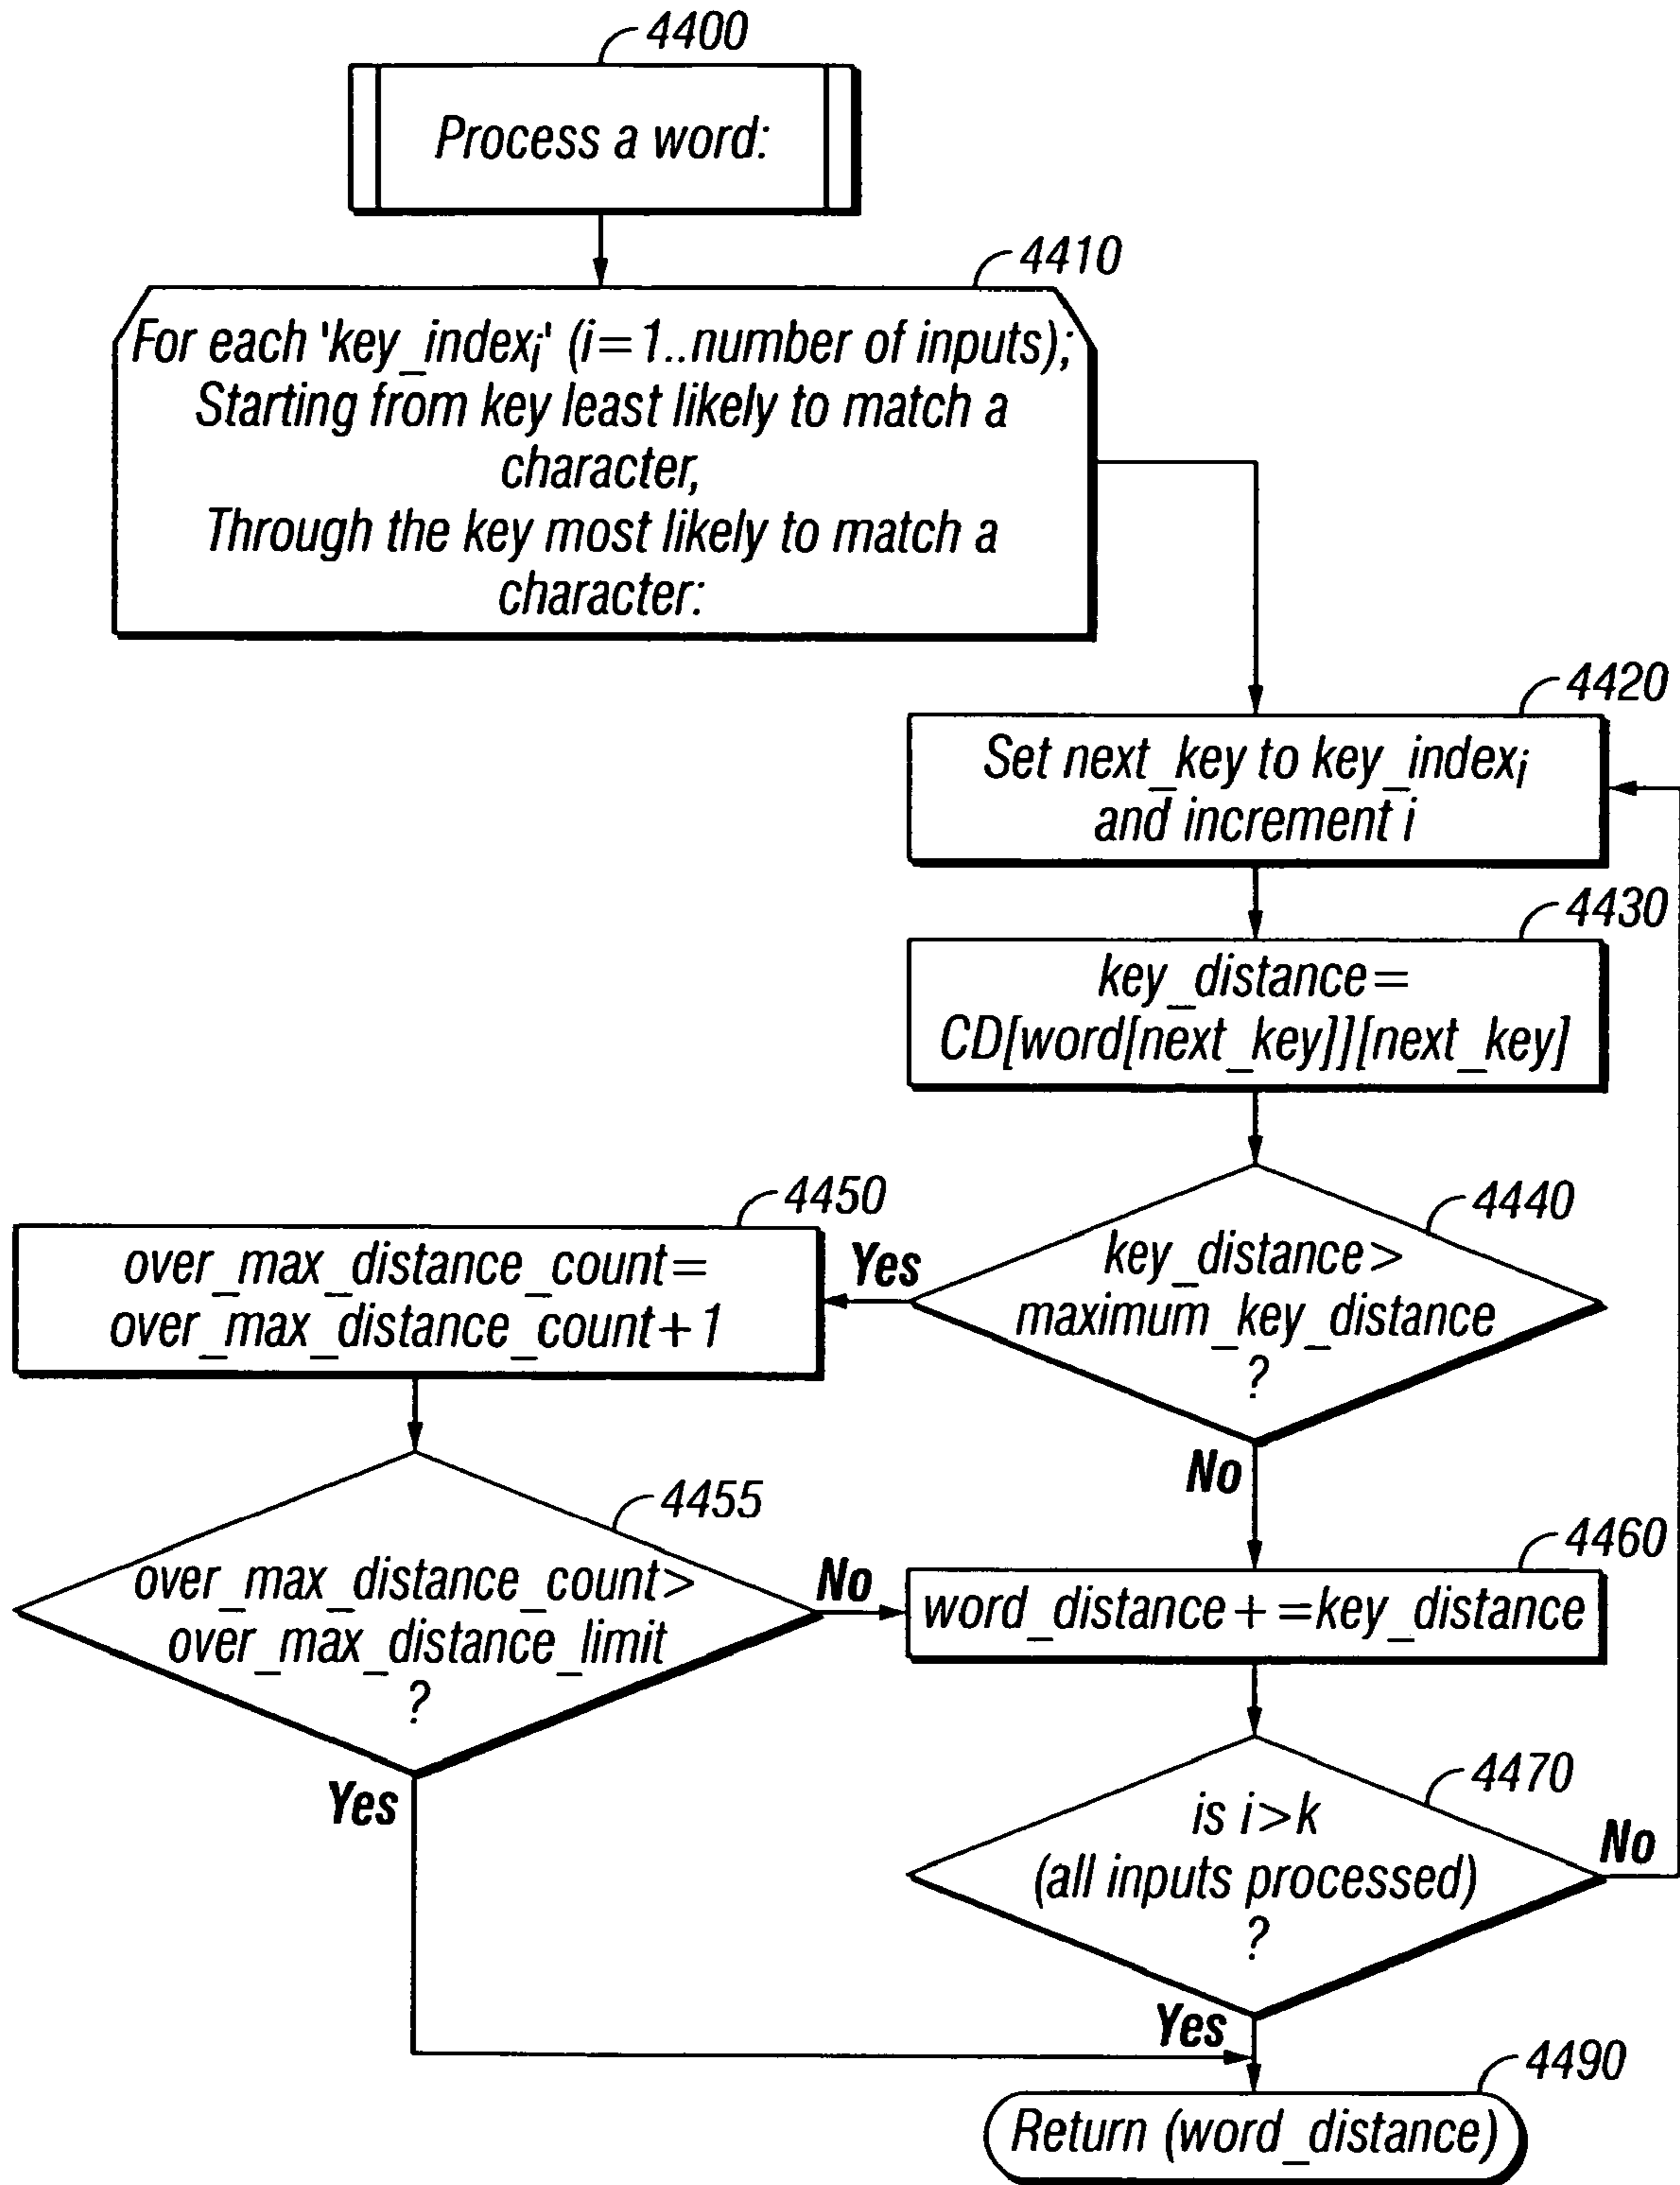 4400
Process a word:
4410
For each 'key_indexi' (i=1..number of inputs);
Starting from key least likely to match a
character,
Through the key most likely to match a
character:
4420
Set next_key to key_indexi
and increment i
4430
key_distance=
CD[word[next_key]][next_key]
4440
key_distance>
maximum_key_distance
?
Yes
No
4450
over_max_distance_count=
over_max_distance_count+1
4455
over_max_distance_count>
over_max_distance_limit
?
No
Yes
4460
word_distance+=key_distance
4470
is i>k
(all inputs processed)
?
No
Yes
4490
Return (word_distance)